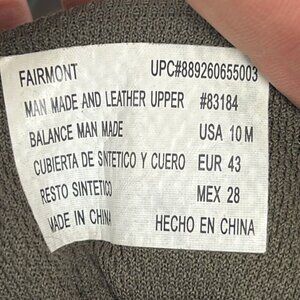 FAIRMONT UPC#889260655003
MAN MADE AND LEATHER UPPER #83184
BALANCE MAN MADE USA 10 M
CUBIERTA DE SINTETICO Y CUERO EUR 43
RESTO SINTETICO MEX 28
MADE IN CHINA HECHO EN CHINA